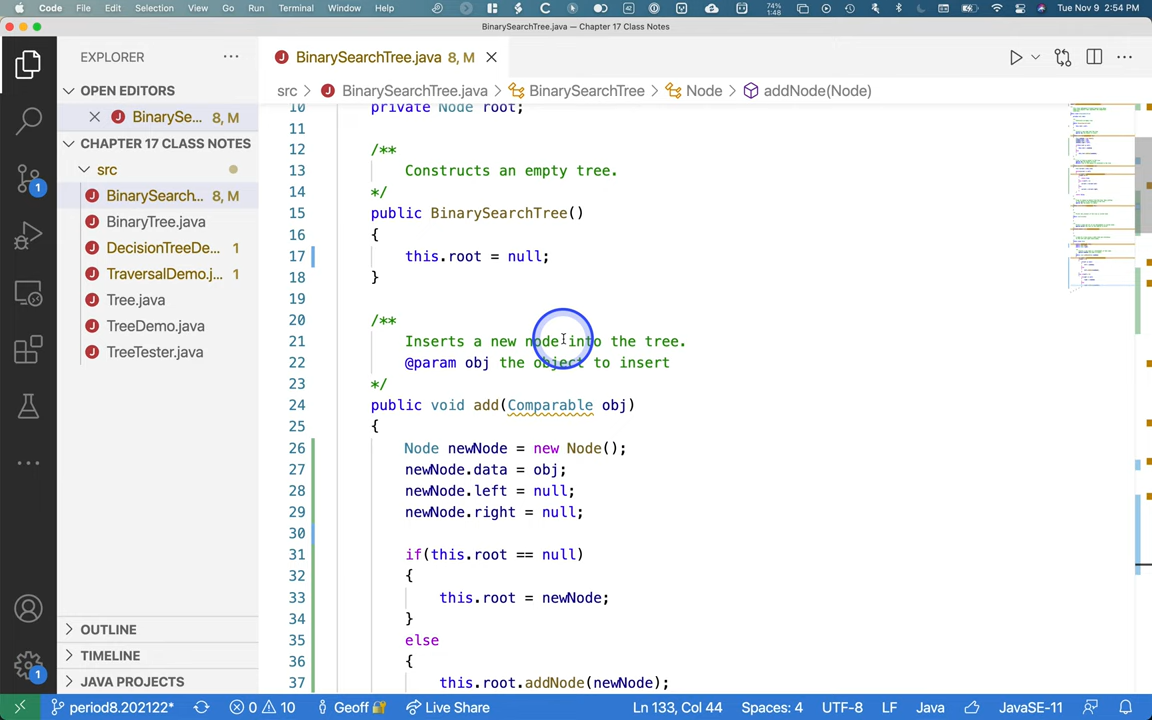 Code File Edit Selection View Go Run Terminal Window Help 74% 1:48 Tue Nov 9 2:54 PM
BinarySearchTree.java — Chapter 17 Class Notes
EXPLORER
OPEN EDITORS
BinarySe... 8, M
CHAPTER 17 CLASS NOTES
src
BinarySearch... 8, M
BinaryTree.java
DecisionTreeDe... 1
TraversalDemo.j... 1
Tree.java
TreeDemo.java
TreeTester.java
OUTLINE
TIMELINE
JAVA PROJECTS
BinarySearchTree.java 8, M
src > BinarySearchTree.java > BinarySearchTree > Node > addNode(Node)
10 private Node root;
11
12 /**
13 Constructs an empty tree.
14 */
15 public BinarySearchTree()
16 {
17 this.root = null;
18 }
19
20 /**
21 Inserts a new node into the tree.
22 @param obj the object to insert
23 */
24 public void add(Comparable obj)
25 {
26 Node newNode = new Node();
27 newNode.data = obj;
28 newNode.left = null;
29 newNode.right = null;
30
31 if(this.root == null)
32 {
33 this.root = newNode;
34 }
35 else
36 {
37 this.root.addNode(newNode);
1
1
period8.202122* 0 10 Geoff Live Share Ln 133, Col 44 Spaces: 4 UTF-8 LF Java JavaSE-11